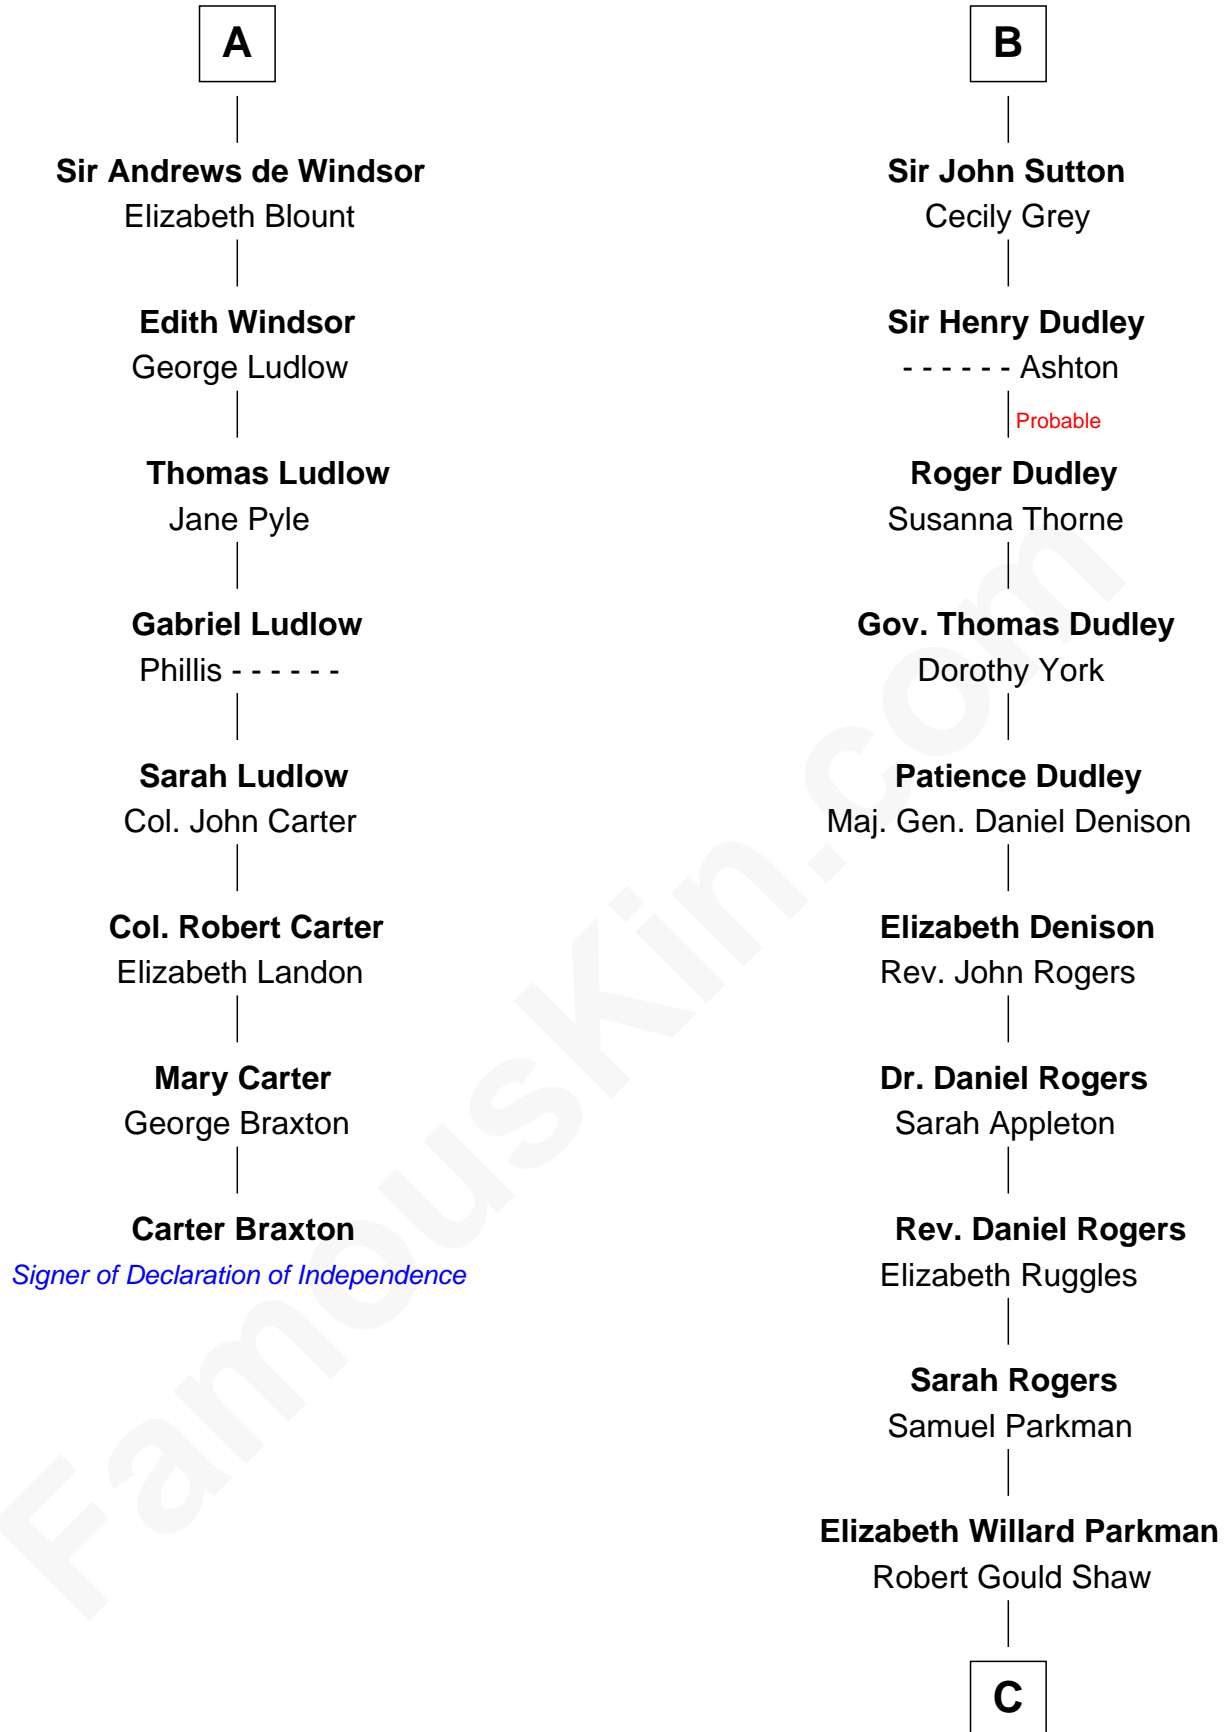 A
Sir Andrews de Windsor
Elizabeth Blount
Edith Windsor
George Ludlow
Thomas Ludlow
Jane Pyle
Gabriel Ludlow
Phillis - - - - - -
Sarah Ludlow
Col. John Carter
Col. Robert Carter
Elizabeth Landon
Mary Carter
George Braxton
Carter Braxton
Signer of Declaration of Independence
B
Sir John Sutton
Cecily Grey
Sir Henry Dudley
- - - - - - Ashton
Probable
Roger Dudley
Susanna Thorne
Gov. Thomas Dudley
Dorothy York
Patience Dudley
Maj. Gen. Daniel Denison
Elizabeth Denison
Rev. John Rogers
Dr. Daniel Rogers
Sarah Appleton
Rev. Daniel Rogers
Elizabeth Ruggles
Sarah Rogers
Samuel Parkman
Elizabeth Willard Parkman
Robert Gould Shaw
C
FamousKin.com